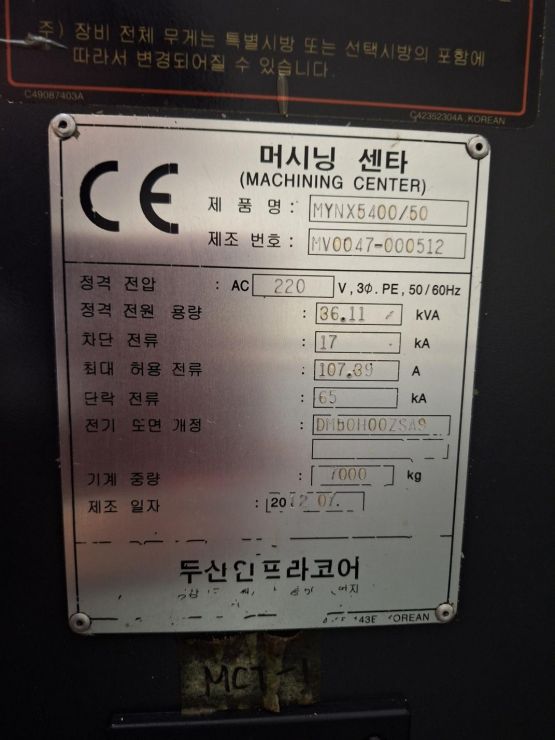 주) 장비 전체 무게는 특별시방 또는 선택시방의 포함에
따라서 변경되어질 수 있습니다.
C49087403A
C42352304A, KOREAN
CE
머시닝 센타
(MACHINING CENTER)
제 품 명 : MYNX5400/50
제조 번호 : MV0047-000512
정격 전압 : AC 220 V, 3Φ. PE, 50/60Hz
정격 전원 용량 : 36.11 kVA
차단 전류 : 17 kA
최대 허용 전류 : 107.39 A
단락 전류 : 65 kA
전기 도면 개정 :
기계 중량 : 7000 kg
제조 일자 : 2012.07.
두산인프라코어
KOREAN
MCT-1